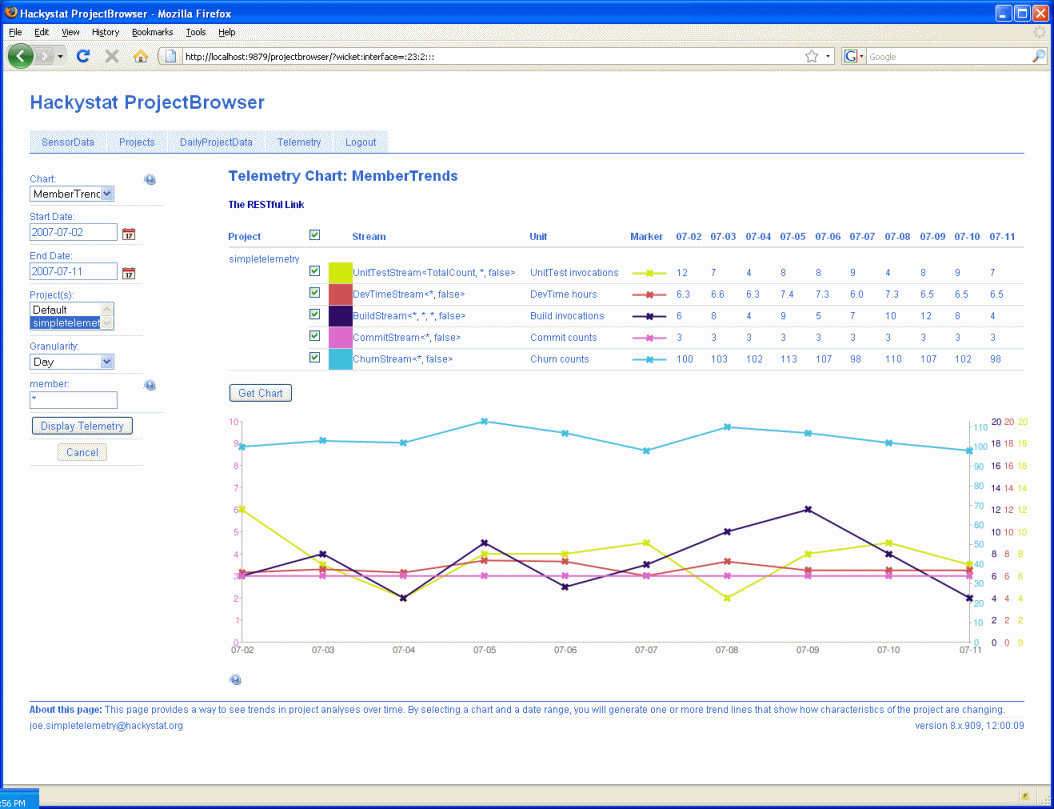 Hackystat ProjectBrowser - Mozilla Firefox
File Edit View History Bookmarks Tools Help
http://localhost:9879/projectbrowser/?wicket:interface=:23:2:::
Google
Hackystat ProjectBrowser
SensorData Projects DailyProjectData Telemetry Logout
Chart:
MemberTrenc
Start Date:
2007-07-02
End Date:
2007-07-11
Project(s):
Default
simpletelemet
Granularity:
Day
member:
*
Display Telemetry
Cancel
Telemetry Chart: MemberTrends
The RESTful Link
Project Stream Unit Marker 07-02 07-03 07-04 07-05 07-06 07-07 07-08 07-09 07-10 07-11
simpletelemetry
UnitTestStream<TotalCount, *, false> UnitTest invocations 12 7 4 8 8 9 4 8 9 7
DevTimeStream<*, false> DevTime hours 6.3 6.6 6.3 7.4 7.3 6.0 7.3 6.5 6.5 6.5
BuildStream<*, *, *, false> Build invocations 6 8 4 9 5 7 10 12 8 4
CommitStream<*, false> Commit counts 3 3 3 3 3 3 3 3 3 3
ChurnStream<*, false> Churn counts 100 103 102 113 107 98 110 107 102 98
Get Chart
10 110 20 20 20
9 100 18 18 18
8 90 16 16 16
7 80 14 14 14
6 70 12 12 12
5 60 10 10 10
4 50 8 8 8
3 40 6 6 6
2 30 4 4 4
1 20 2 2 2
0 10 0 0 0
0
07-02 07-03 07-04 07-05 07-06 07-07 07-08 07-09 07-10 07-11
About this page: This page provides a way to see trends in project analyses over time. By selecting a chart and a date range, you will generate one or more trend lines that show how characteristics of the project are changing.
joe.simpletelemetry@hackystat.org version 8.x.909, 12:00:09
:56 PM